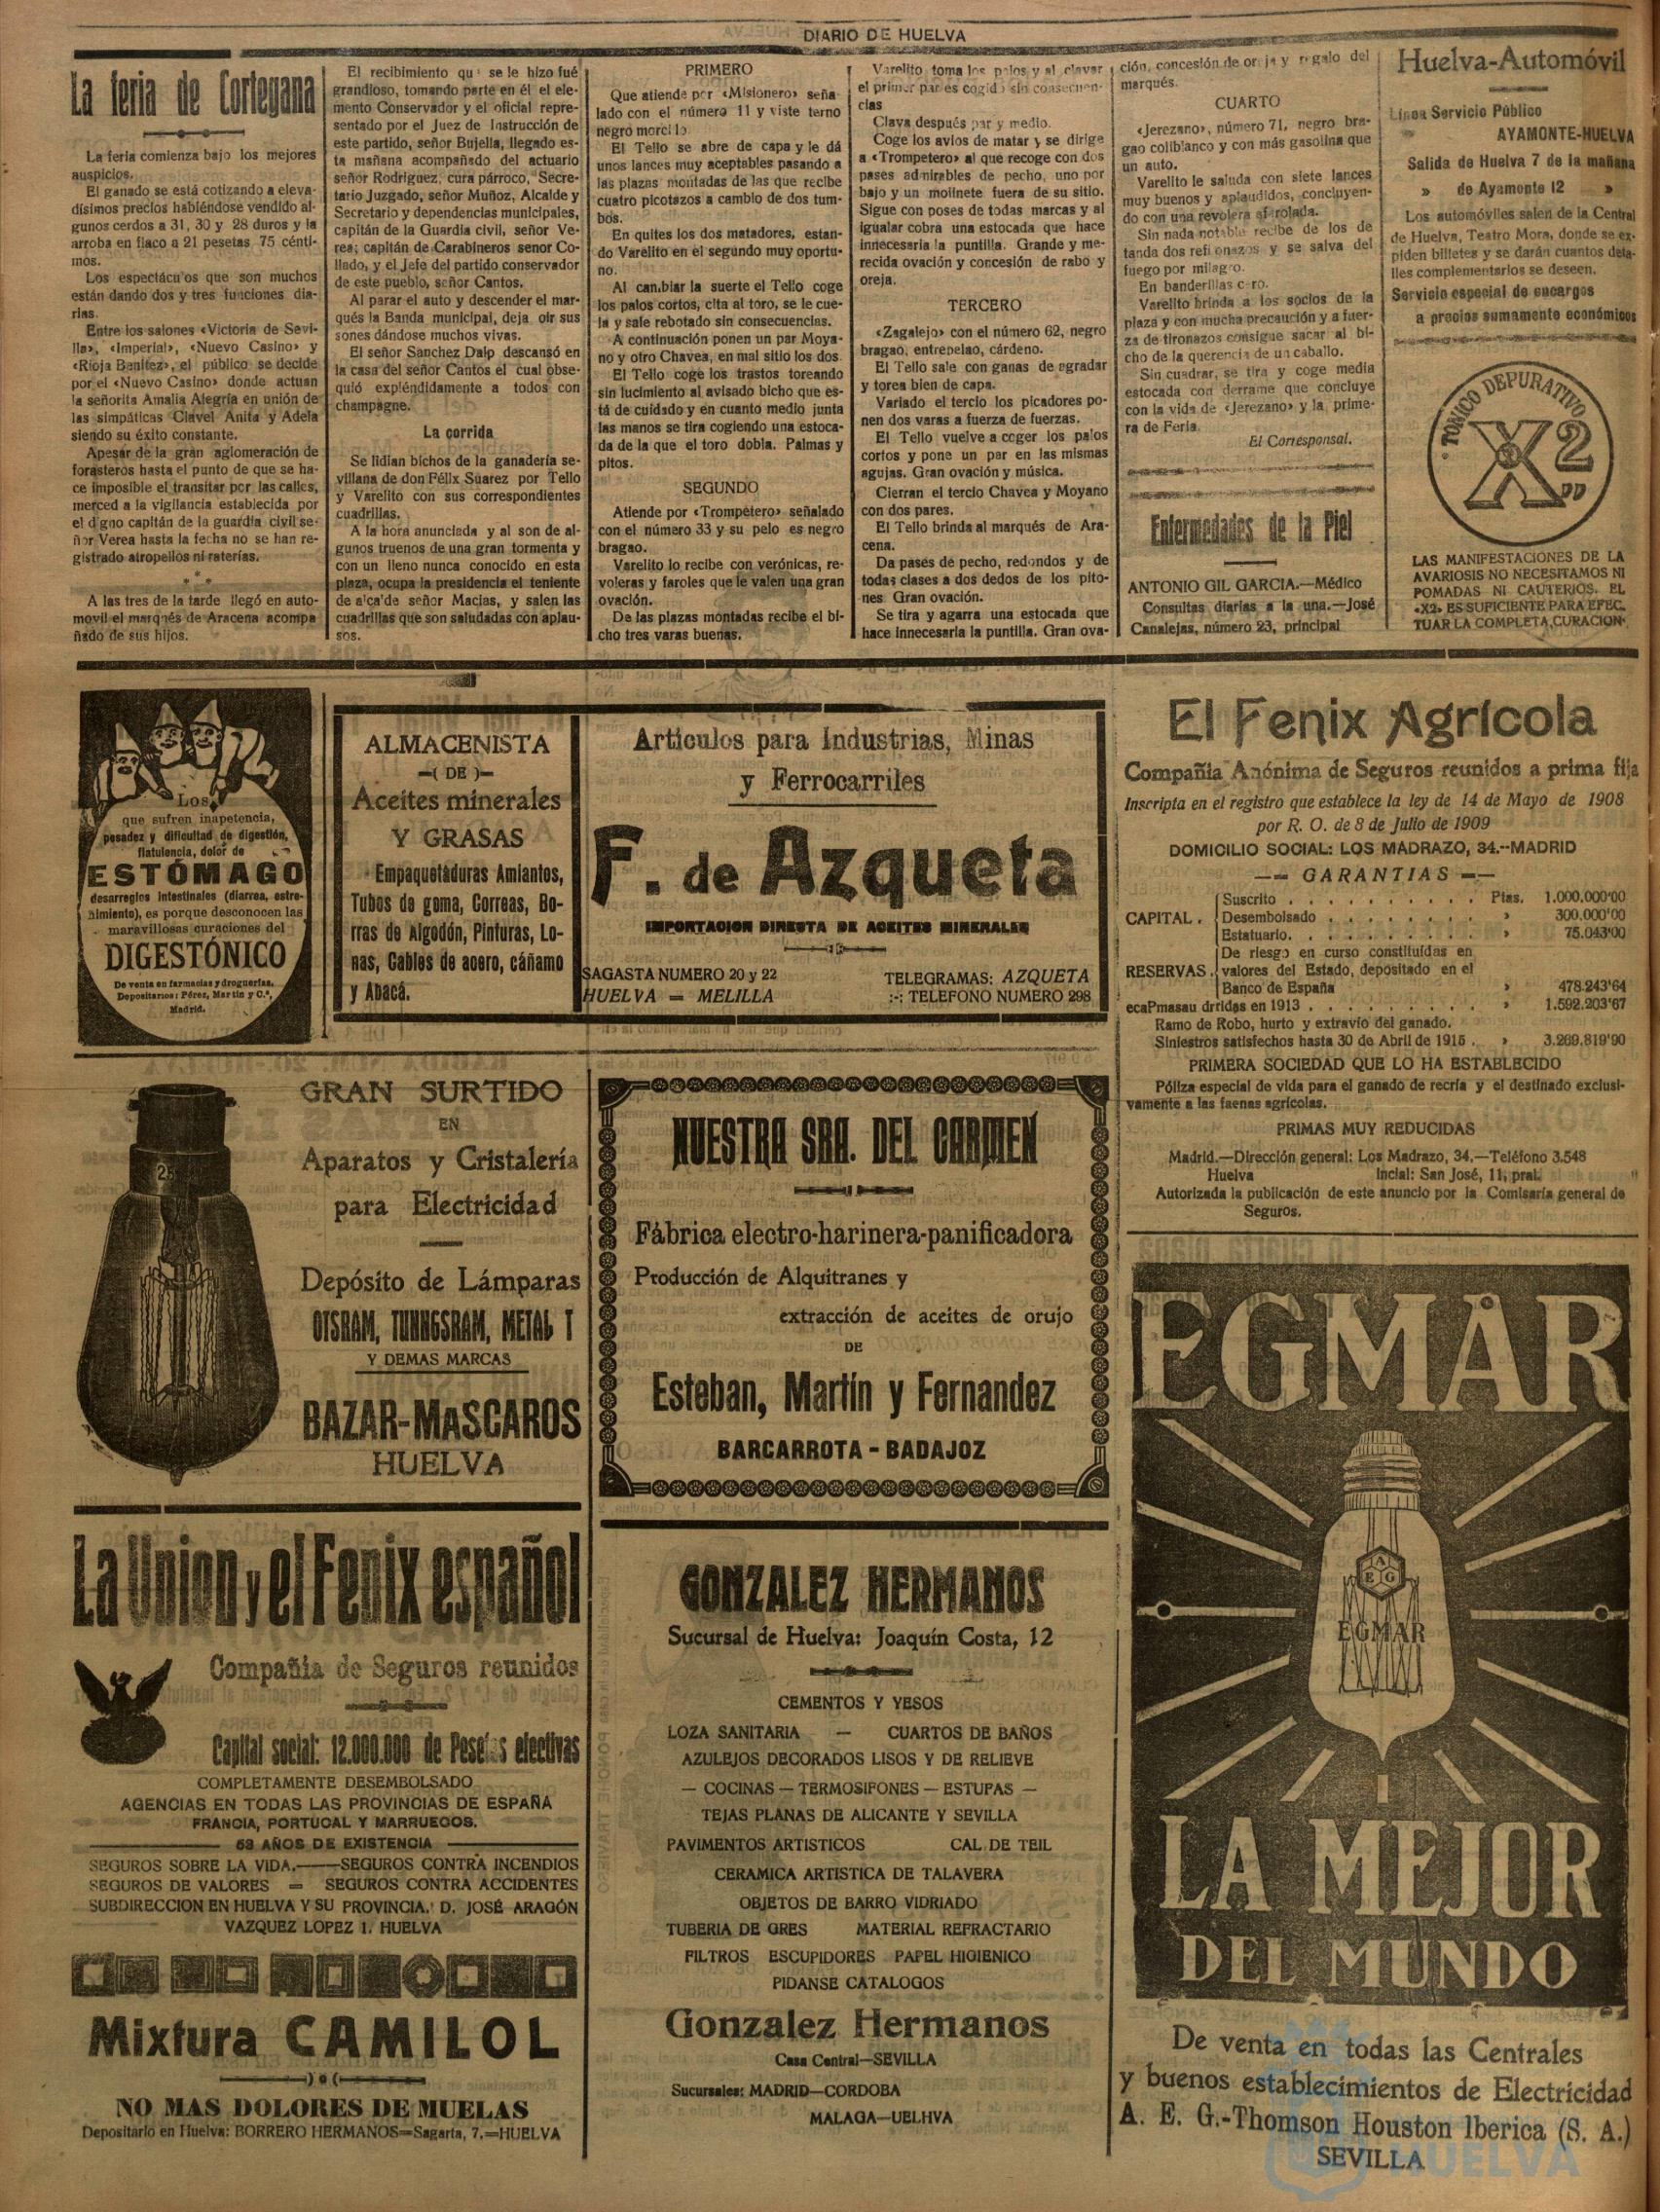 DIARIO DE HUELVA
La feria de Cortegana
La feria comienza bajo los mejores
auspicios.
El ganado se está cotizando a eleva-
dísimos precios habiéndose vendido al-
gunos cerdos a 31, 30 y 28 duros y la
arroba en flaco a 21 pesetas 75 cénti-
mos.
Los espectácu'os que son muchos
están dando dos y tres funciones dia-
rias.
Entre los salones «Victoria de Sevi-
lla», «Imperial», «Nuevo Casino» y
«Rioja Benítez», el público se decide
por el «Nuevo Casino» donde actuan
la señorita Amalia Alegría en unión de
las simpáticas Clavel Anita y Adela
siendo su éxito constante.
Apesar de la gran aglomeración de
forasteros hasta el punto de que se ha-
ce imposible el transitar por las calles,
merced a la vigilancia establecida por
el d'gno capitán de la guardia civil se-
ñor Verea hasta la fecha no se han re-
gistrado atropellos ni raterías.
A las tres de la tarde llegó en auto-
movil el marqués de Aracena acompa
ñado de sus hijos.
El recibimiento qu se le hizo fué
grandioso, tomando parte en él el ele-
mento Conservador y el oficial repre-
sentado por el Juez de Instrucción de
este partido, señor Bujella, llegado es-
ta mañana acompañado del actuario
señor Rodriguez, cura párroco, Secre-
tario Juzgado, señor Muñoz, Alcalde y
Secretario y dependencias municipales,
capitán de la Guardia civil, señor Ve-
rea; capitán de Carabineros senor Co-
llado, y el Jefe del partido conservador
de este pueblo, señor Cantos.
Al parar el auto y descender el mar-
qués la Banda municipal, deja oir sus
sones dándose muchos vivas.
El señor Sanchez Dalp descansó en
la casa del señor Cantos el cual obse-
quió expléndidamente a todos con
champagne.
La corrida
Se lidian bichos de la ganadería se-
villana de don Félix Suarez por Tello
y Varelito con sus correspondientes
cuadrillas.
A la hora anunciada y al son de al-
gunos truenos de una gran tormenta y
con un lleno nunca conocido en esta
plaza, ocupa la presidencia el teniente
de a'ca'de señor Macías, y salen las
cuadrillas que son saludadas con aplau-
sos.
PRIMERO
Que atiende por «Misionero» seña
lado con el número 11 y viste terno
negro morci lo.
El Tello se abre de capa y le dá
unos lances muy aceptables pasando a
las plazas montadas de las que recibe
cuatro picotazos a cambio de dos tum-
bos.
En quites los dos matadores, estan-
do Varelito en el segundo muy oportu-
no.
Al cambiar la suerte el Tello coge
los palos cortos, cita al toro, se le cue-
la y sale rebotado sin consecuencias.
A continuación ponen un par Moya-
no y otro Chavea, en mal sitio los dos.
El Tello coge los trastos toreando
sin lucimiento al avisado bicho que es-
tá de cuidado y en cuanto medio junta
las manos se tira cogiendo una estoca-
da de la que el toro dobla. Palmas y
pitos.
SEGUNDO
Atiende por «Trompetero» señalado
con el número 33 y su pelo es negro
bragao.
Varelito lo recibe con verónicas, re-
voleras y faroles que le valen una gran
ovación.
De las plazas montadas recibe el bi-
cho tres varas buenas.
Varelito toma los palos y al clavar
el primer par es cogido sin consecuen-
cias
Clava después par y medio.
Coge los avíos de matar y se dirige
a «Trompetero» al que recoge con dos
pases admirables de pecho, uno por
bajo y un molinete fuera de su sitio.
Sigue con poses de todas marcas y al
igualar cobra una estocada que hace
innecesaria la puntilla. Grande y me-
recida ovación y concesión de rabo y
oreja.
TERCERO
«Zagalejo» con el número 62, negro
bragao, entrepelao, cárdeno.
El Tello sale con ganas de agradar
y torea bien de capa.
Variado el tercio los picadores po-
nen dos varas a fuerza de fuerzas.
El Tello vuelve a coger los palos
cortos y pone un par en las mismas
agujas. Gran ovación y música.
Cierran el tercio Chavea y Moyano
con dos pares.
El Tello brinda al marqués de Ara-
cena.
Da pases de pecho, redondos y de
todas clases a dos dedos de los pito-
nes Gran ovación.
Se tira y agarra una estocada que
hace innecesaria la puntilla. Gran ova-
ción, concesión de oreja y regalo del
marqués.
CUARTO
«Jerezano», número 71, negro bra-
gao coliblanco y con más gasolina que
un auto.
Varelito le saluda con siete lances
muy buenos y aplaudidos, concluyen-
do con una revolera afarolada.
Sin nada notable recibe de los de
tanda dos refi onazos y se salva del
fuego por milagro.
En banderillas c ro.
Varelito brinda a los socios de la
plaza y con mucha precaución y a fuer-
za de tironazos consigue sacar al bi-
cho de la querencia de un caballo.
Sin cuadrar, se tira y coge media
estocada con derrame que concluye
con la vida de «Jerezano» y la prime-
ra de Feria.
El Corresponsal.
Enfermedades de la Piel
ANTONIO GIL GARCIA.—Médico
Consultas diarias a la una.—José
Canalejas, número 23, principal
Huelva-Automóvil
Línea Servicio Público
AYAMONTE-HUELVA
Salida de Huelva 7 de la mañana
» de Ayamonte 12 »
Los automóviles salen de la Central
de Huelva, Teatro Mora, donde se ex-
piden billetes y se darán cuantos deta-
lles complementarios se deseen.
Servicio especial de encargos
a precios sumamente económicos
TONICO DEPURATIVO
X2
LAS MANIFESTACIONES DE LA
AVARIOSIS NO NECESITAMOS NI
POMADAS NI CAUTERIOS. EL
«X2» ES SUFICIENTE PARA EFEC.
TUAR LA COMPLETA CURACION
Los
que sufren inapetencia,
pesadez y dificultad de digestión,
flatulencia, dolor de
ESTÓMAGO
desarreglos intestinales (diarrea, estre-
ñimiento), es porque desconocen las
maravillosas curaciones del
DIGESTÓNICO
De venta en farmacias y droguerías.
Depositarios: Pérez, Martín y C.ª,
Madrid.
ALMACENISTA
—( DE )—
Aceites minerales
Y GRASAS
Empaquetaduras Amiantos,
Tubos de goma, Correas, Bo-
rras de Algodón, Pinturas, Lo-
nas, Cables de acero, cáñamo
y Abacá.
Articulos para Industrias, Minas
y Ferrocarriles
F. de Azqueta
IMPORTACION DIRECTA DE ACEITES MINERALES
SAGASTA NUMERO 20 y 22
HUELVA = MELILLA
TELEGRAMAS: AZQUETA
:-: TELEFONO NUMERO 298
El Fenix Agrícola
Compañia Anónima de Seguros reunidos a prima fija
Inscripta en el registro que establece la ley de 14 de Mayo de 1908
por R. O. de 8 de Julio de 1909
DOMICILIO SOCIAL: LOS MADRAZO, 34.--MADRID
—— GARANTIAS ——
CAPITAL . Suscrito . . . . . . . . . . Ptas. 1.000.000'00
Desembolsado . . . . . . . . » 300.000'00
Estatuario. . . . . . . . . . » 75.043'00
RESERVAS . De riesgo en curso constituídas en
valores del Estado, depositado en el
Banco de España » 478.243'64
ecaPmasau drtidas en 1913 . . . . . . . . . » 1.592.203'67
Ramo de Robo, hurto y extravío del ganado.
Siniestros satisfechos hasta 30 de Abril de 1915 . » 3.269.819'90
PRIMERA SOCIEDAD QUE LO HA ESTABLECIDO
Póliza especial de vida para el ganado de recría y el destinado exclusi-
vamente a las faenas agrícolas.
PRIMAS MUY REDUCIDAS
Madrid.—Dirección general: Los Madrazo, 34.—Teléfono 3.548
Huelva Incial: San José, 11, pral.
Autorizada la publicación de este anuncio por la Comisaría general de
Seguros.
25
GRAN SURTIDO
EN
Aparatos y Cristalería
para Electricidad
Depósito de Lámparas
OTSRAM, TUNNGSRAM, METAL T
Y DEMAS MARCAS
BAZAR-MASCAROS
HUELVA
NUESTRA SRA. DEL CARMEN
Fábrica electro-harinera-panificadora
Producción de Alquitranes y
extracción de aceites de orujo
DE
Esteban, Martín y Fernandez
BARCARROTA - BADAJOZ
EGMAR
AEG
EGMAR
LA MEJOR
DEL MUNDO
De venta en todas las Centrales
y buenos establecimientos de Electricidad
A. E. G.-Thomson Houston Iberica (S. A.)
SEVILLA
La Union y el Fenix español
Compañia de Seguros reunidos
Capital social: 12.000.000 de Pesetas efectivas
COMPLETAMENTE DESEMBOLSADO
AGENCIAS EN TODAS LAS PROVINCIAS DE ESPAÑA
FRANCIA, PORTUCAL Y MARRUECOS.
53 AÑOS DE EXISTENCIA
SEGUROS SOBRE LA VIDA.——SEGUROS CONTRA INCENDIOS
SEGUROS DE VALORES = SEGUROS CONTRA ACCIDENTES
SUBDIRECCION EN HUELVA Y SU PROVINCIA. D. JOSÉ ARAGÓN
VAZQUEZ LOPEZ 1. HUELVA
Mixtura CAMILOL
NO MAS DOLORES DE MUELAS
Depositario en Huelva: BORRERO HERMANOS=Sagarta, 7.=HUELVA
GONZALEZ HERMANOS
Sucursal de Huelva: Joaquín Costa, 12
CEMENTOS Y YESOS
LOZA SANITARIA — CUARTOS DE BAÑOS
AZULEJOS DECORADOS LISOS Y DE RELIEVE
— COCINAS — TERMOSIFONES — ESTUPAS —
TEJAS PLANAS DE ALICANTE Y SEVILLA
PAVIMENTOS ARTISTICOS CAL DE TEIL
CERAMICA ARTISTICA DE TALAVERA
OBJETOS DE BARRO VIDRIADO
TUBERIA DE GRES MATERIAL REFRACTARIO
FILTROS ESCUPIDORES PAPEL HIGIENICO
PIDANSE CATALOGOS
Gonzalez Hermanos
Casa Central—SEVILLA
Sucursales: MADRID—CORDOBA
MALAGA—UELHVA
HUELVA